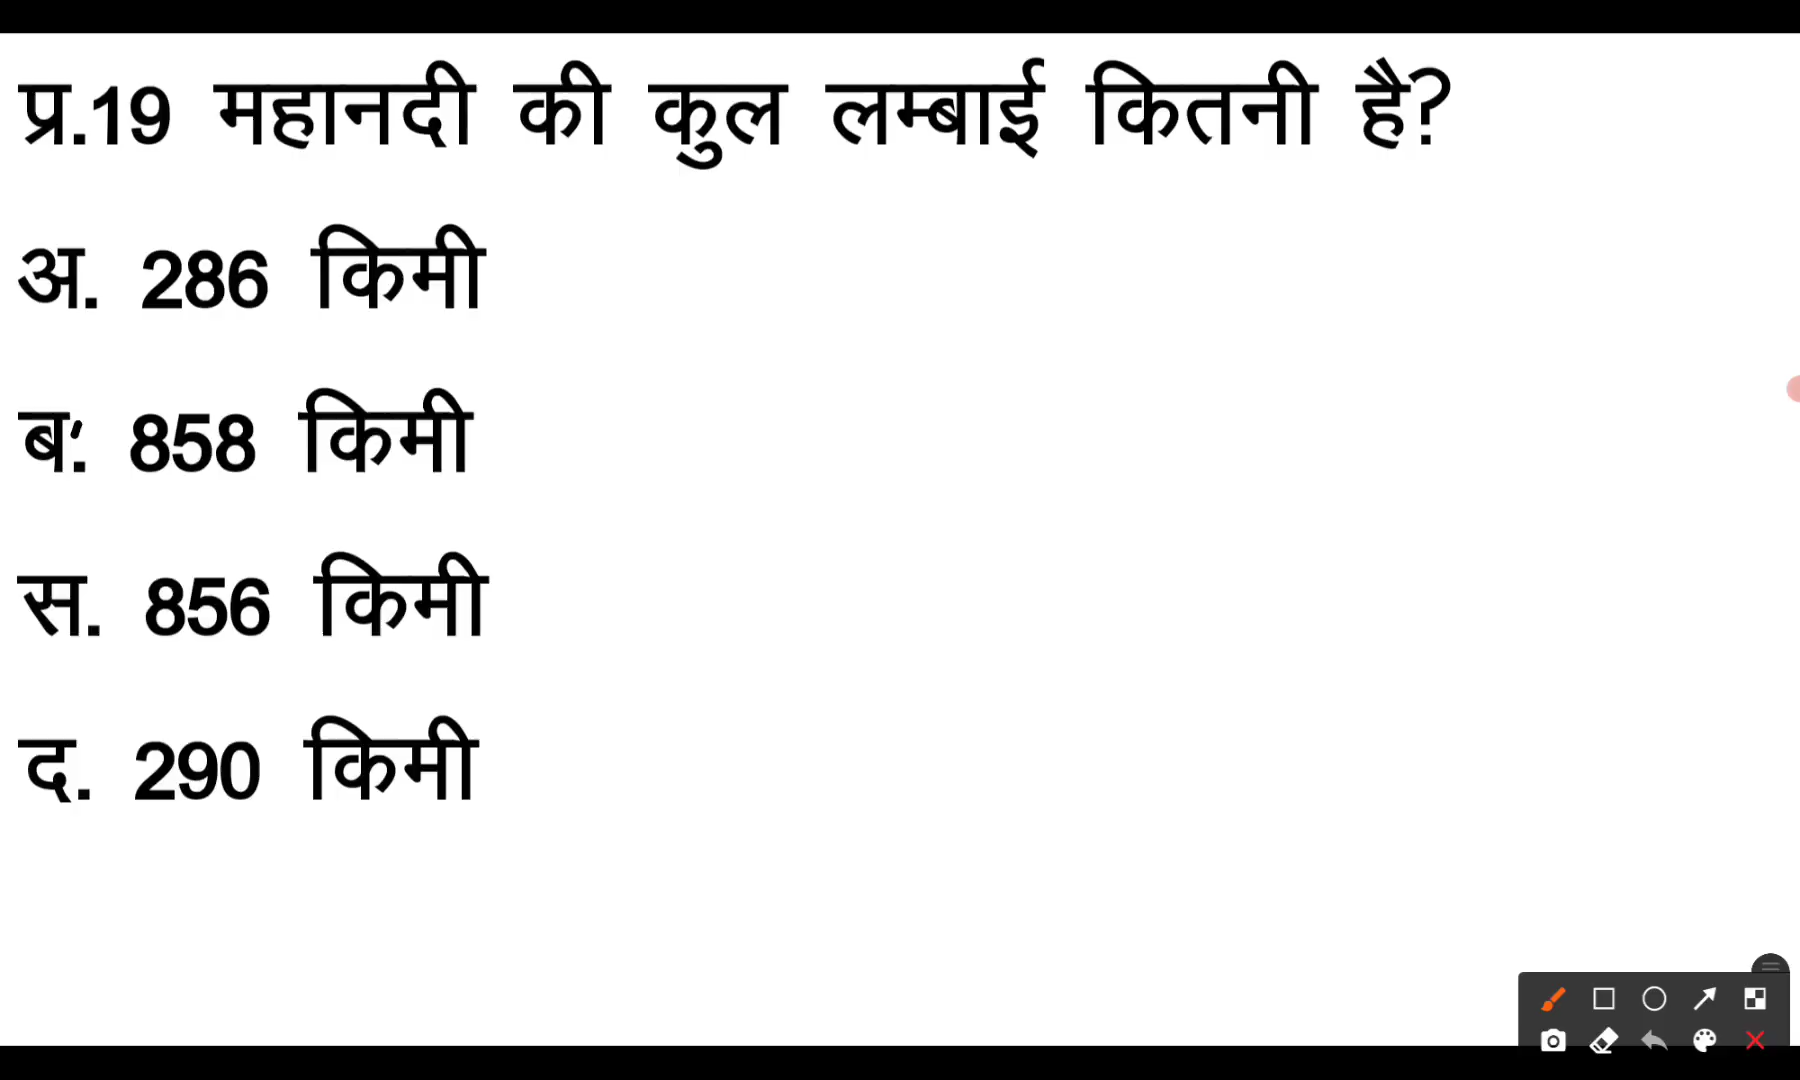 प्र.19 महानदी की कुल लम्बाई कितनी है?
अ. 286 किमी
ब. 858 किमी
स. 856 किमी
द. 290 किमी